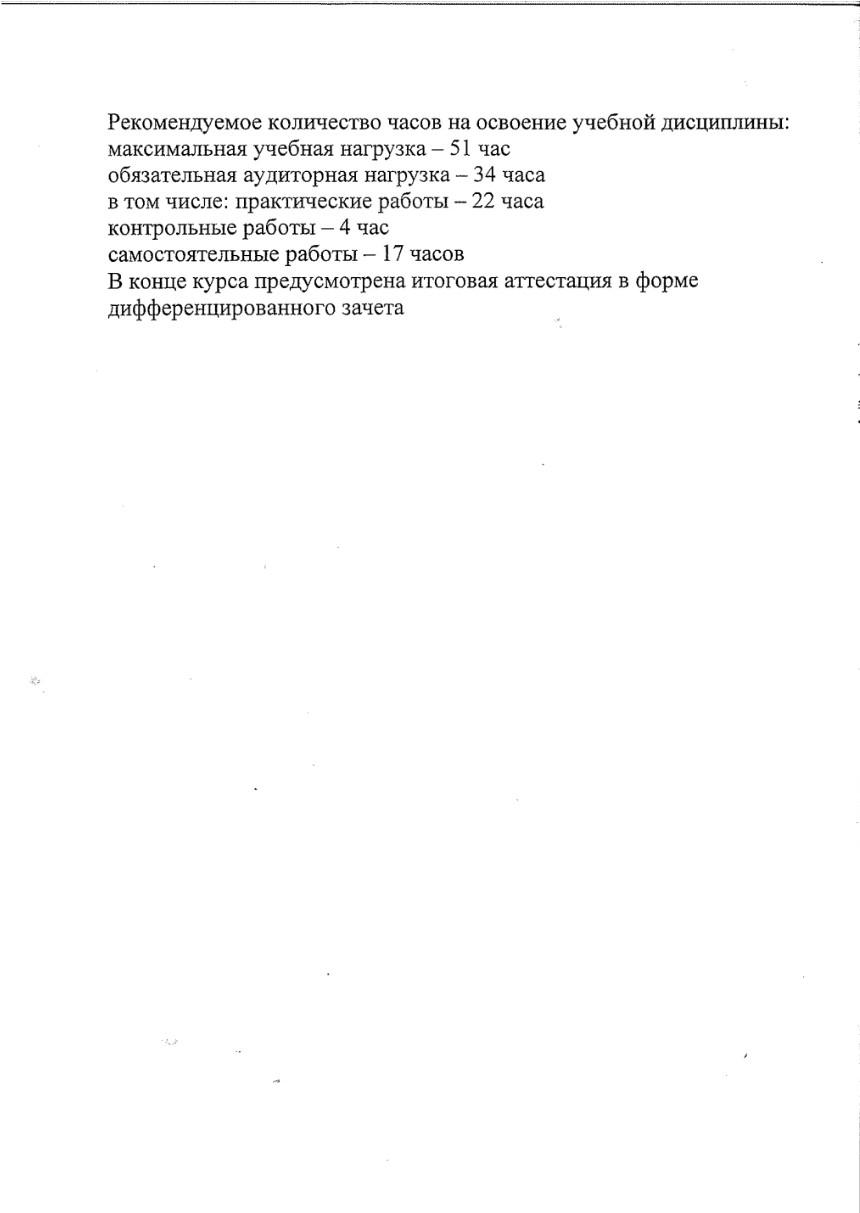 Рекомендуемое количество часов на освоение учебной дисциплины:
максимальная учебная нагрузка – 51 час
обязательная аудиторная нагрузка – 34 часа
в том числе: практические работы – 22 часа
контрольные работы – 4 час
самостоятельные работы – 17 часов
В конце курса предусмотрена итоговая аттестация в форме
дифференцированного зачета